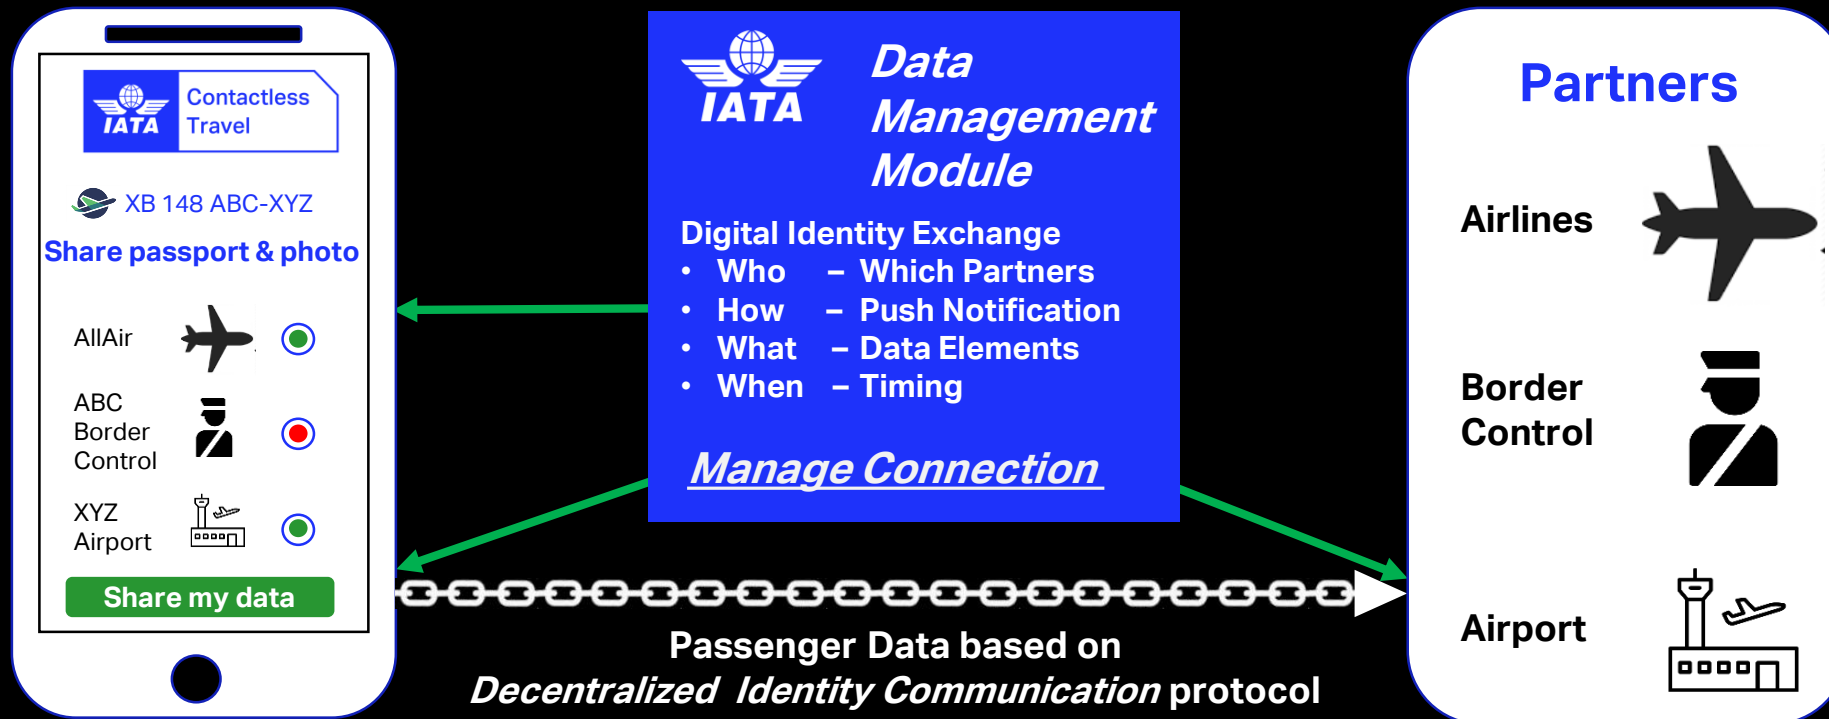 IATA
Contactless
Travel
XB 148 ABC-XYZ
Share passport & photo
AllAir
ABC
Border
Control
XYZ
Airport
Share my data
IATA
Data
Management
Module
Digital Identity Exchange
• Who – Which Partners
• How – Push Notification
• What – Data Elements
• When – Timing
Manage Connection
Passenger Data based on
Decentralized Identity Communication protocol
Partners
Airlines
Border
Control
Airport